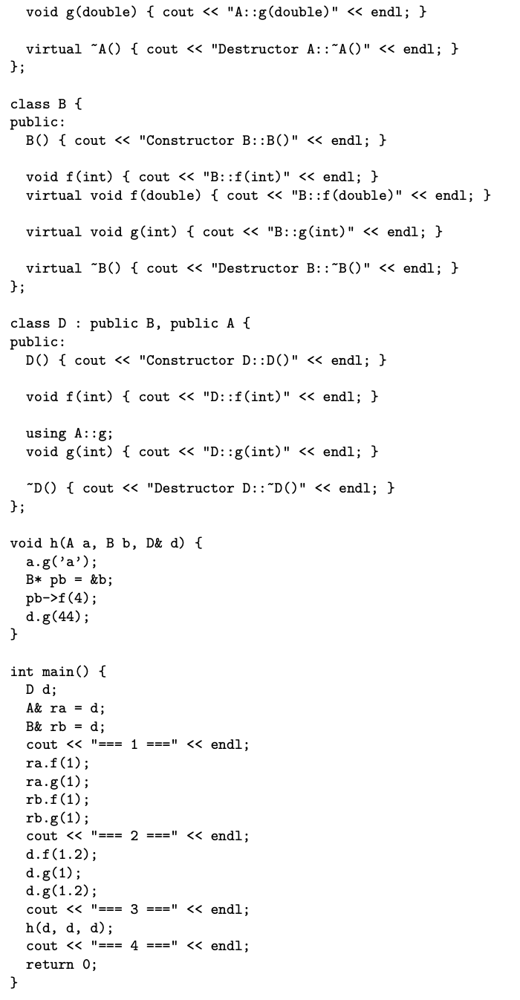 void g(double) { cout << "A::g(double)" << endl; }
virtual ~A() { cout << "Destructor A::~A()" << endl; }
};
class B {
public:
B() { cout << "Constructor B::B()" << endl; }
void f(int) { cout << "B::f(int)" << endl; }
virtual void f(double) { cout << "B::f(double)" << endl; }
virtual void g(int) { cout << "B::g(int)" << endl; }
virtual ~B() { cout << "Destructor B::~B()" << endl; }
};
class D : public B, public A {
public:
D() { cout << "Constructor D::D()" << endl; }
void f(int) { cout << "D::f(int)" << endl; }
using A::g;
void g(int) { cout << "D::g(int)" << endl; }
~D() { cout << "Destructor D::~D()" << endl; }
};
void h(A a, B b, D& d) {
a.g(’a’);
B* pb = &b;
pb->f(4);
d.g(44);
}
int main() {
D d;
A& ra = d;
B& rb = d;
cout << "=== 1 ===" << endl;
ra.f(1);
ra.g(1);
rb.f(1);
rb.g(1);
cout << "=== 2 ===" << endl;
d.f(1.2);
d.g(1);
d.g(1.2);
cout << "=== 3 ===" << endl;
h(d, d, d);
cout << "=== 4 ===" << endl;
return 0;
}